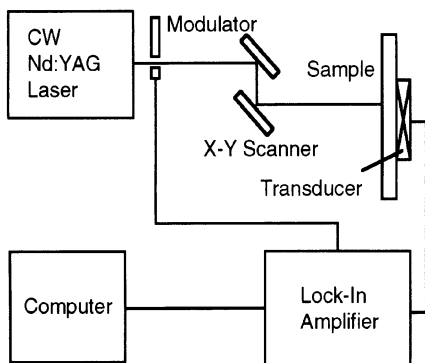 CW
Nd:YAG
Laser
Modulator
Sample
X-Y Scanner
Transducer
Computer
Lock-In
Amplifier